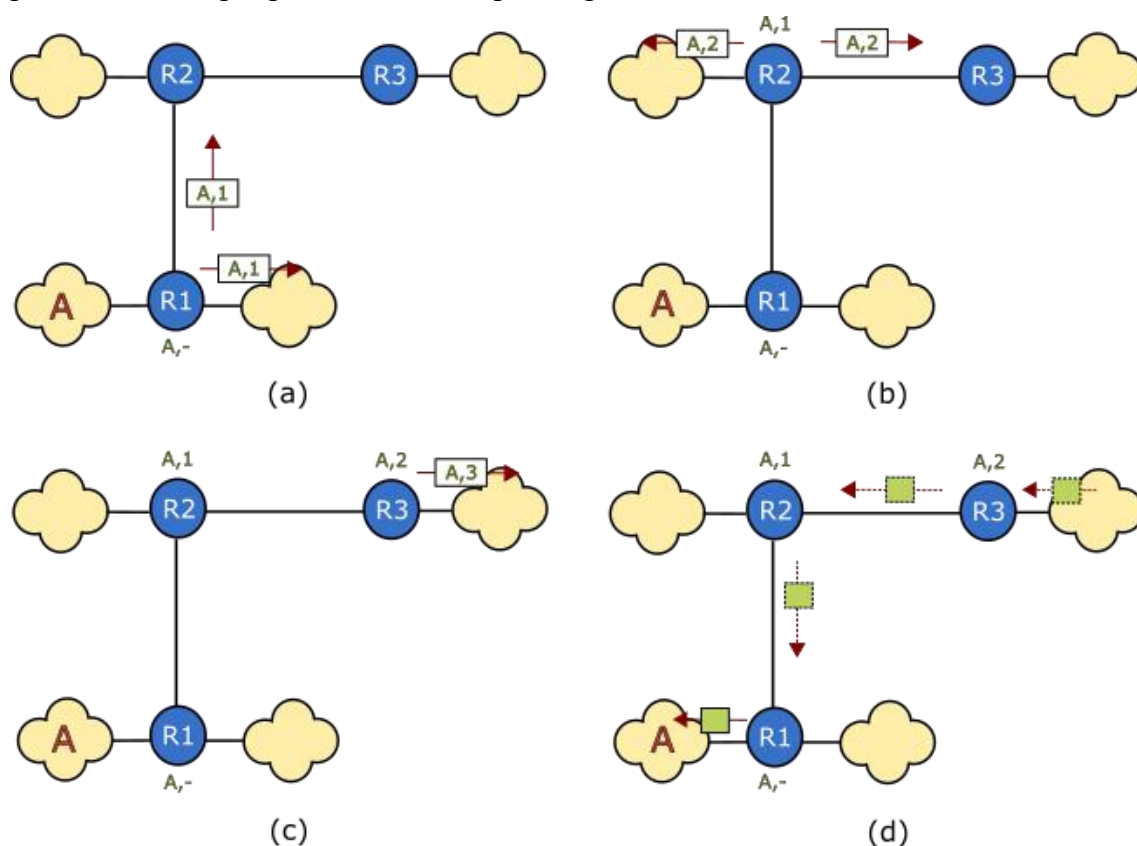 R2
R3
A,1
A,1
A
R1
A,-
(a)
A,1
A,2
A,2
R2
R3
A
R1
A,-
(b)
A,1
A,2
A,3
R2
R3
A
R1
A,-
(c)
A,1
A,2
R2
R3
A
R1
A,-
(d)